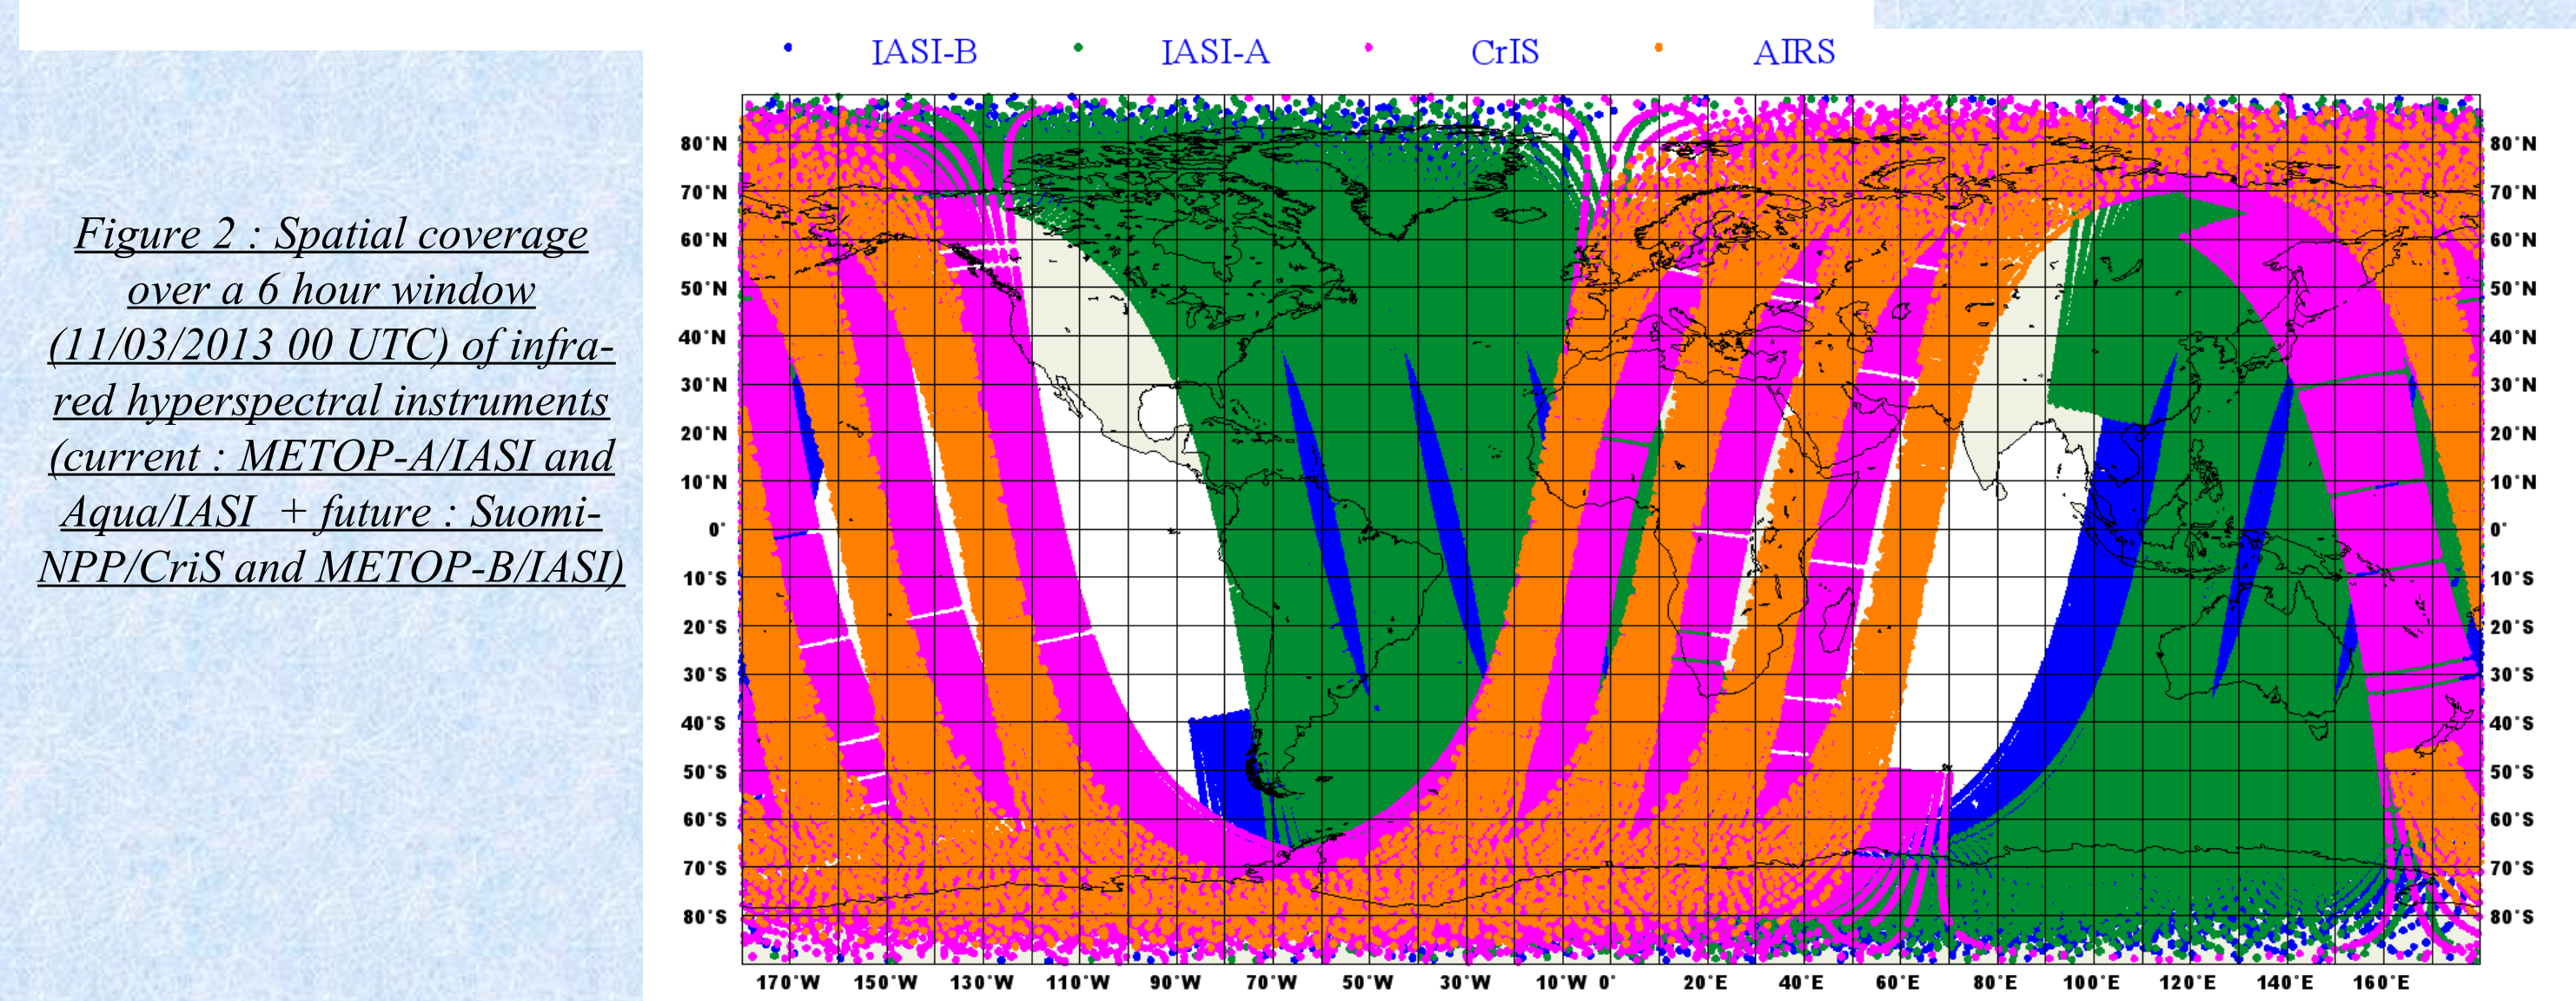 Figure 2 : Spatial coverage
over a 6 hour window
(11/03/2013 00 UTC) of infra-
red hyperspectral instruments
(current : METOP-A/IASI and
Aqua/IASI + future : Suomi-
NPP/CriS and METOP-B/IASI)
IASI-B IASI-A CrIS AIRS
80°N 80°N
70°N 70°N
60°N 60°N
50°N 50°N
40°N 40°N
30°N 30°N
20°N 20°N
10°N 10°N
0° 0°
10°S 10°S
20°S 20°S
30°S 30°S
40°S 40°S
50°S 50°S
60°S 60°S
70°S 70°S
80°S 80°S
170°W 150°W 130°W 110°W 90°W 70°W 50°W 30°W 10°W 0° 20°E 40°E 60°E 80°E 100°E 120°E 140°E 160°E